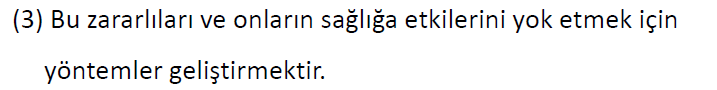 (3) Bu zararlıları ve onların sağlığa etkilerini yok etmek için
yöntemler geliştirmektir.